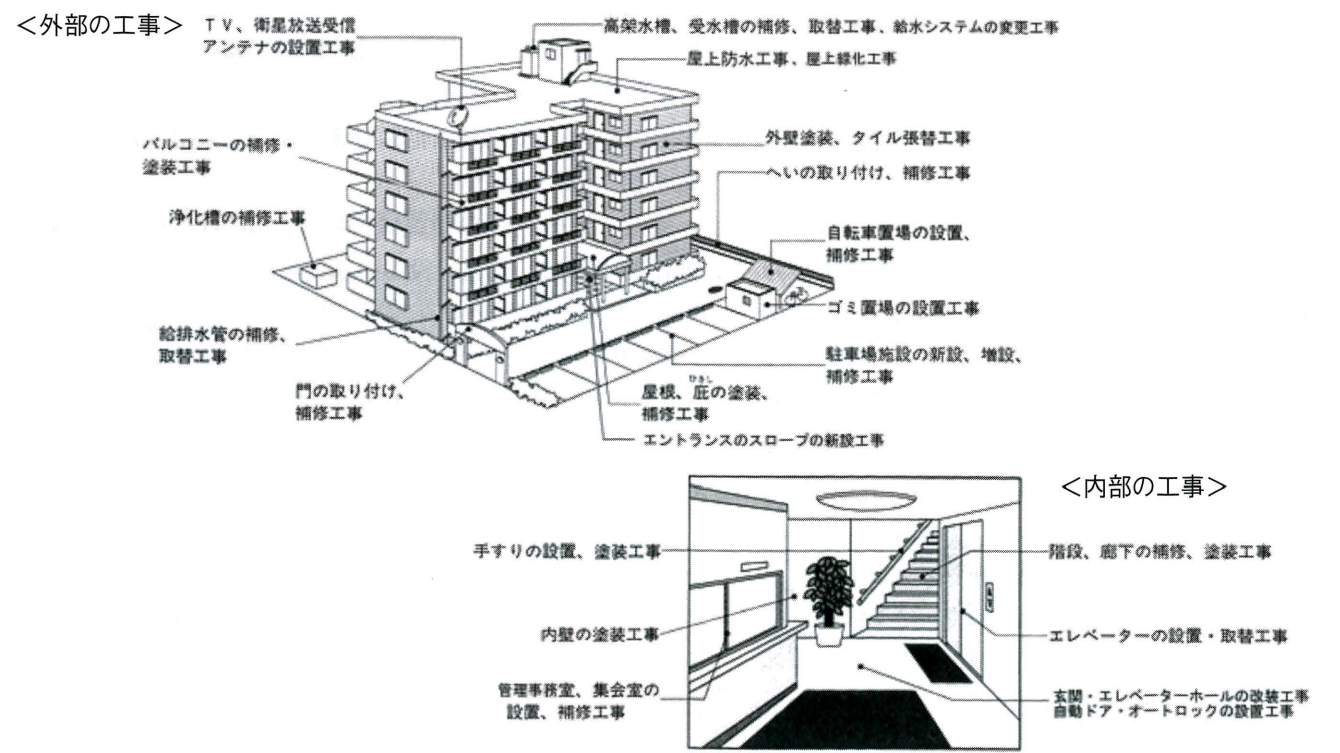 ＜外部の工事＞
ＴＶ、衛星放送受信
アンテナの設置工事
高架水槽、受水槽の補修、取替工事、給水システムの変更工事
屋上防水工事、屋上緑化工事
バルコニーの補修・
塗装工事
外壁塗装、タイル張替工事
へいの取り付け、補修工事
浄化槽の補修工事
自転車置場の設置、
補修工事
ゴミ置場の設置工事
給排水管の補修、
取替工事
駐車場施設の新設、増設、
補修工事
門の取り付け、
補修工事
ひさし
屋根、庇の塗装、
補修工事
エントランスのスロープの新設工事
＜内部の工事＞
手すりの設置、塗装工事
階段、廊下の補修、塗装工事
内壁の塗装工事
エレベーターの設置・取替工事
管理事務室、集会室の
設置、補修工事
玄関・エレベーターホールの改装工事
自動ドア・オートロックの設置工事